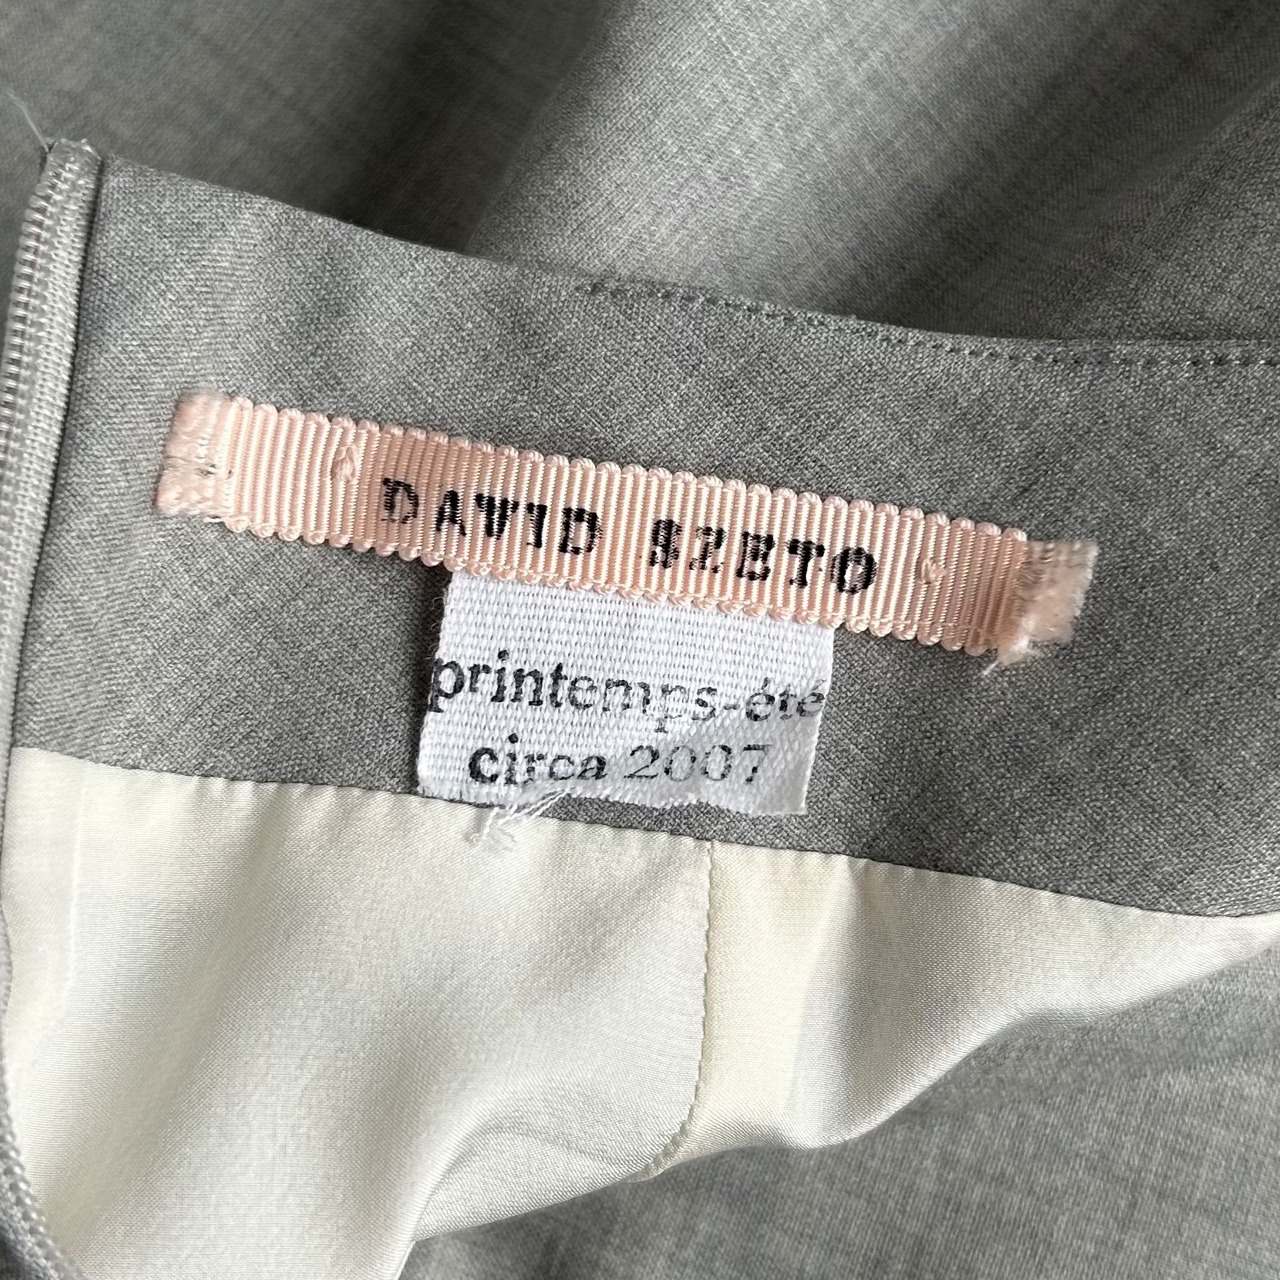 DAVID SZETO
printemps-été
circa 2007